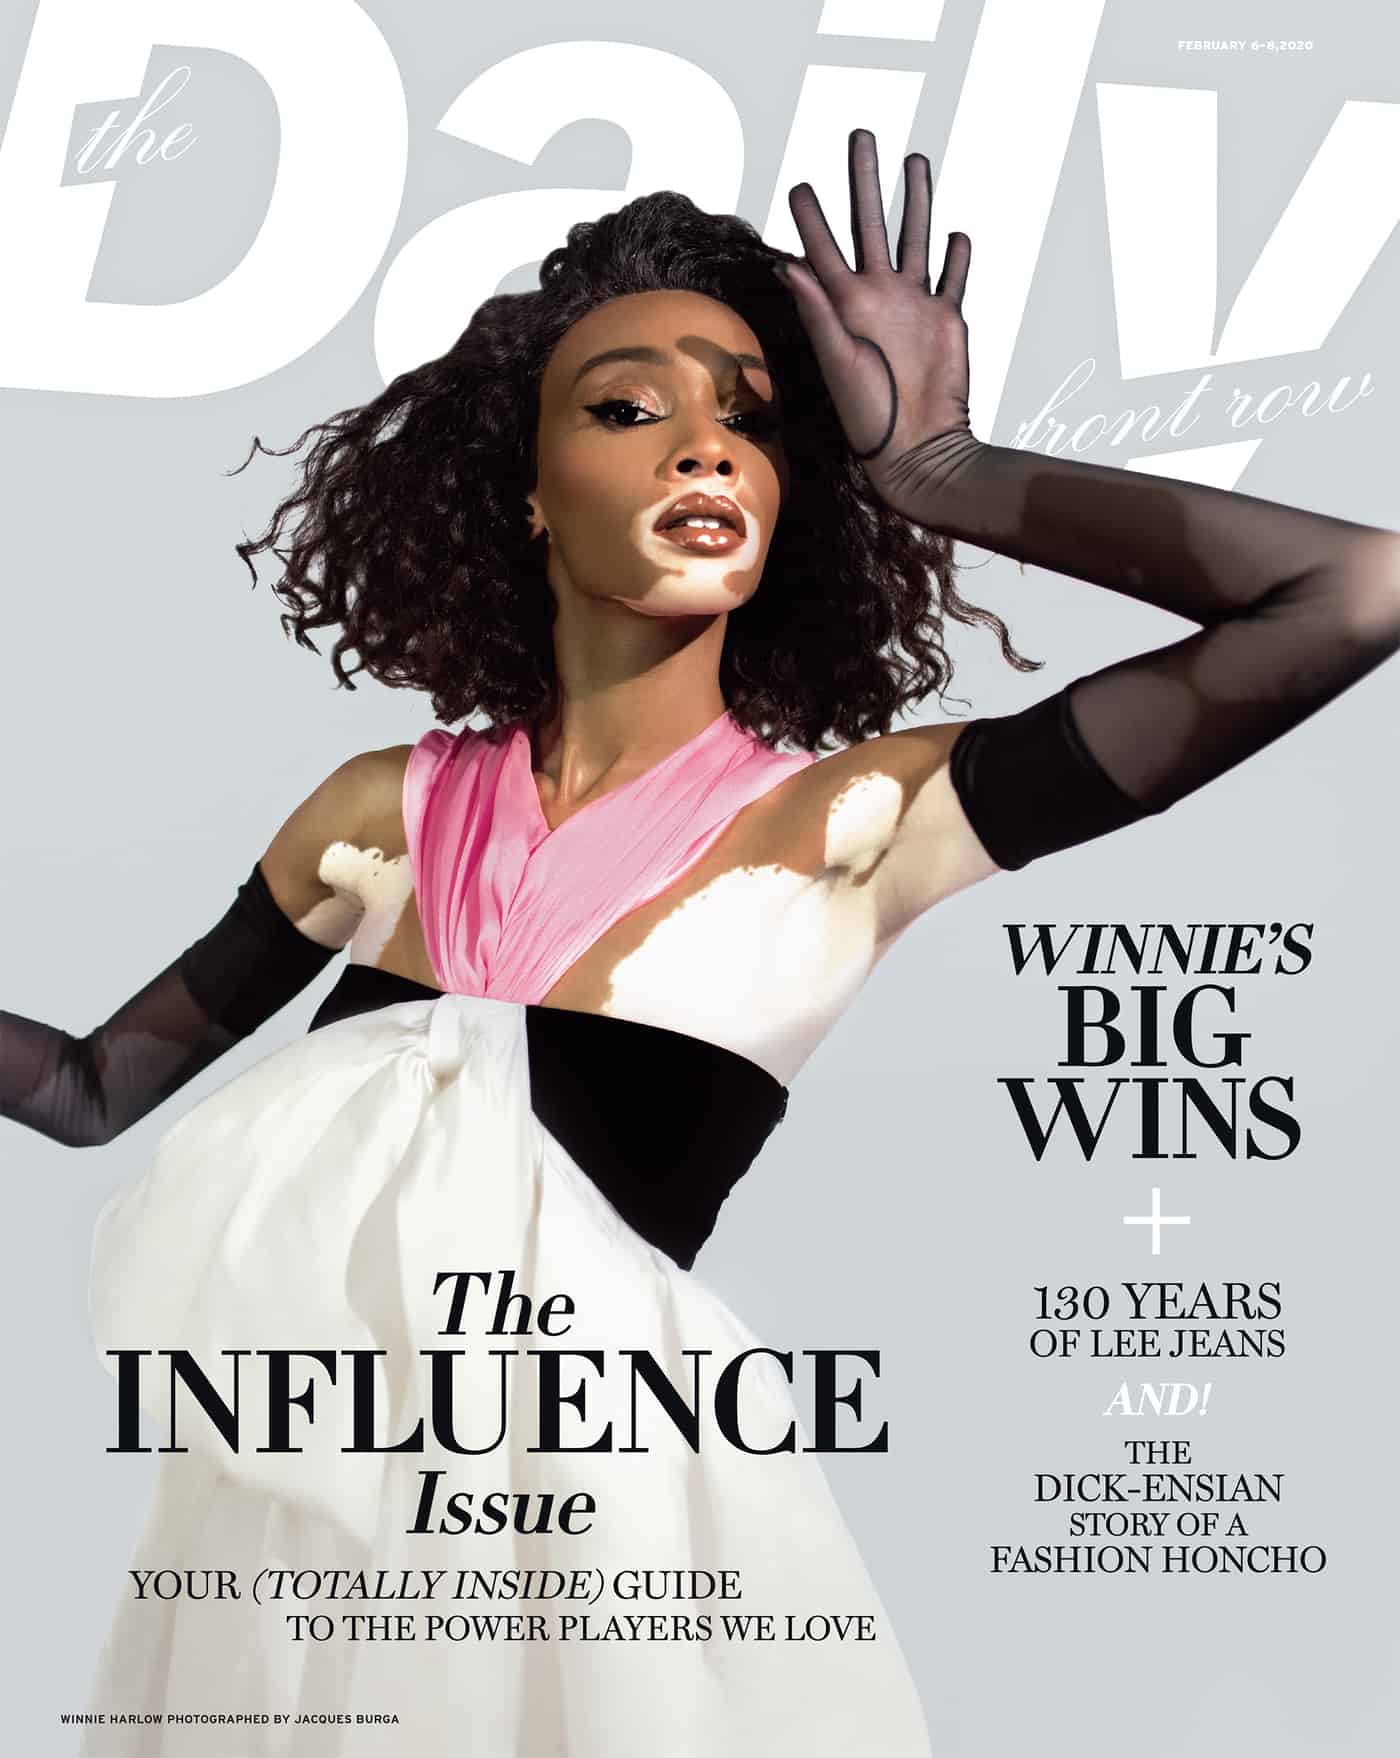 FEBRUARY 6–8,2020
the
Daily
front row
WINNIE'S
BIG
WINS
+
130 YEARS
OF LEE JEANS
AND!
THE
DICK-ENSIAN
STORY OF A
FASHION HONCHO
The
INFLUENCE
Issue
YOUR (TOTALLY INSIDE) GUIDE
TO THE POWER PLAYERS WE LOVE
WINNIE HARLOW PHOTOGRAPHED BY JACQUES BURGA